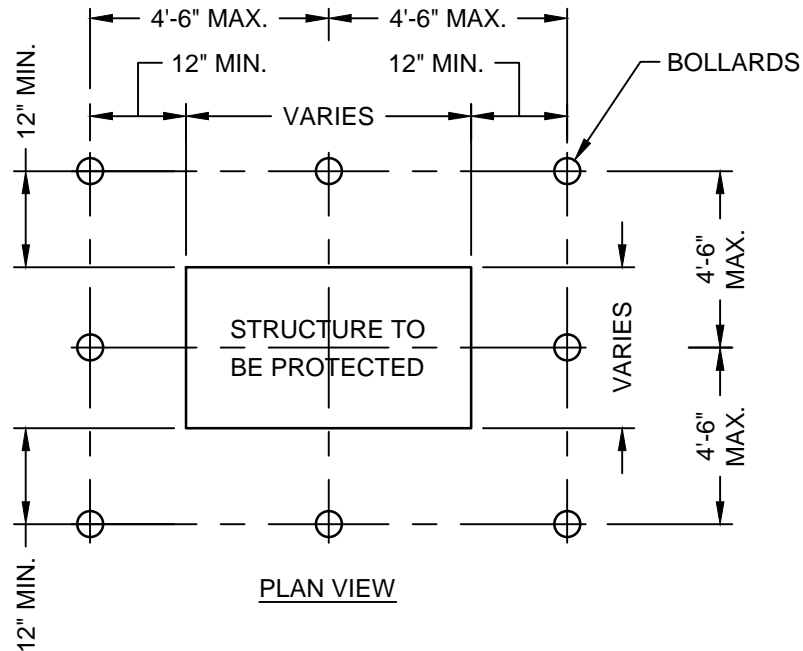 4'-6" MAX.
4'-6" MAX.
12" MIN.
12" MIN.
BOLLARDS
12" MIN.
VARIES
4'-6"
MAX.
STRUCTURE TO
BE PROTECTED
VARIES
4'-6"
MAX.
12" MIN.
PLAN VIEW